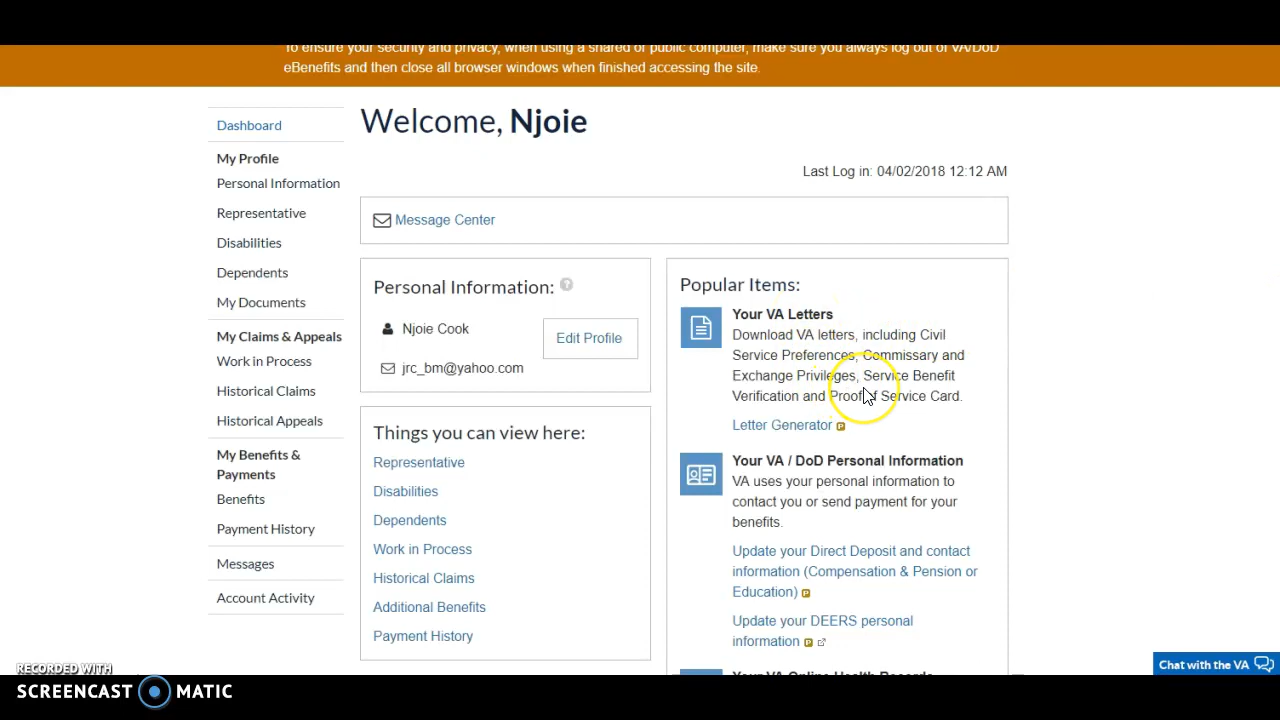 To ensure your security and privacy, when using a shared or public computer, make sure you always log out of VA/DoD
eBenefits and then close all browser windows when finished accessing the site.
Dashboard
My Profile
Personal Information
Representative
Disabilities
Dependents
My Documents
My Claims & Appeals
Work in Process
Historical Claims
Historical Appeals
My Benefits &
Payments
Benefits
Payment History
Messages
Account Activity
Welcome, Njoie
Last Log in: 04/02/2018 12:12 AM
Message Center
Personal Information: ?
Njoie Cook
Edit Profile
jrc_bm@yahoo.com
Things you can view here:
Representative
Disabilities
Dependents
Work in Process
Historical Claims
Additional Benefits
Payment History
Popular Items:
Your VA Letters
Download VA letters, including Civil
Service Preferences, Commissary and
Exchange Privileges, Service Benefit
Verification and Proof of Service Card.
Letter Generator P
Your VA / DoD Personal Information
VA uses your personal information to
contact you or send payment for your
benefits.
Update your Direct Deposit and contact
information (Compensation & Pension or
Education) P
Update your DEERS personal
information P
Your VA Online Health Records
Chat with the VA
RECORDED WITH
SCREENCAST MATIC